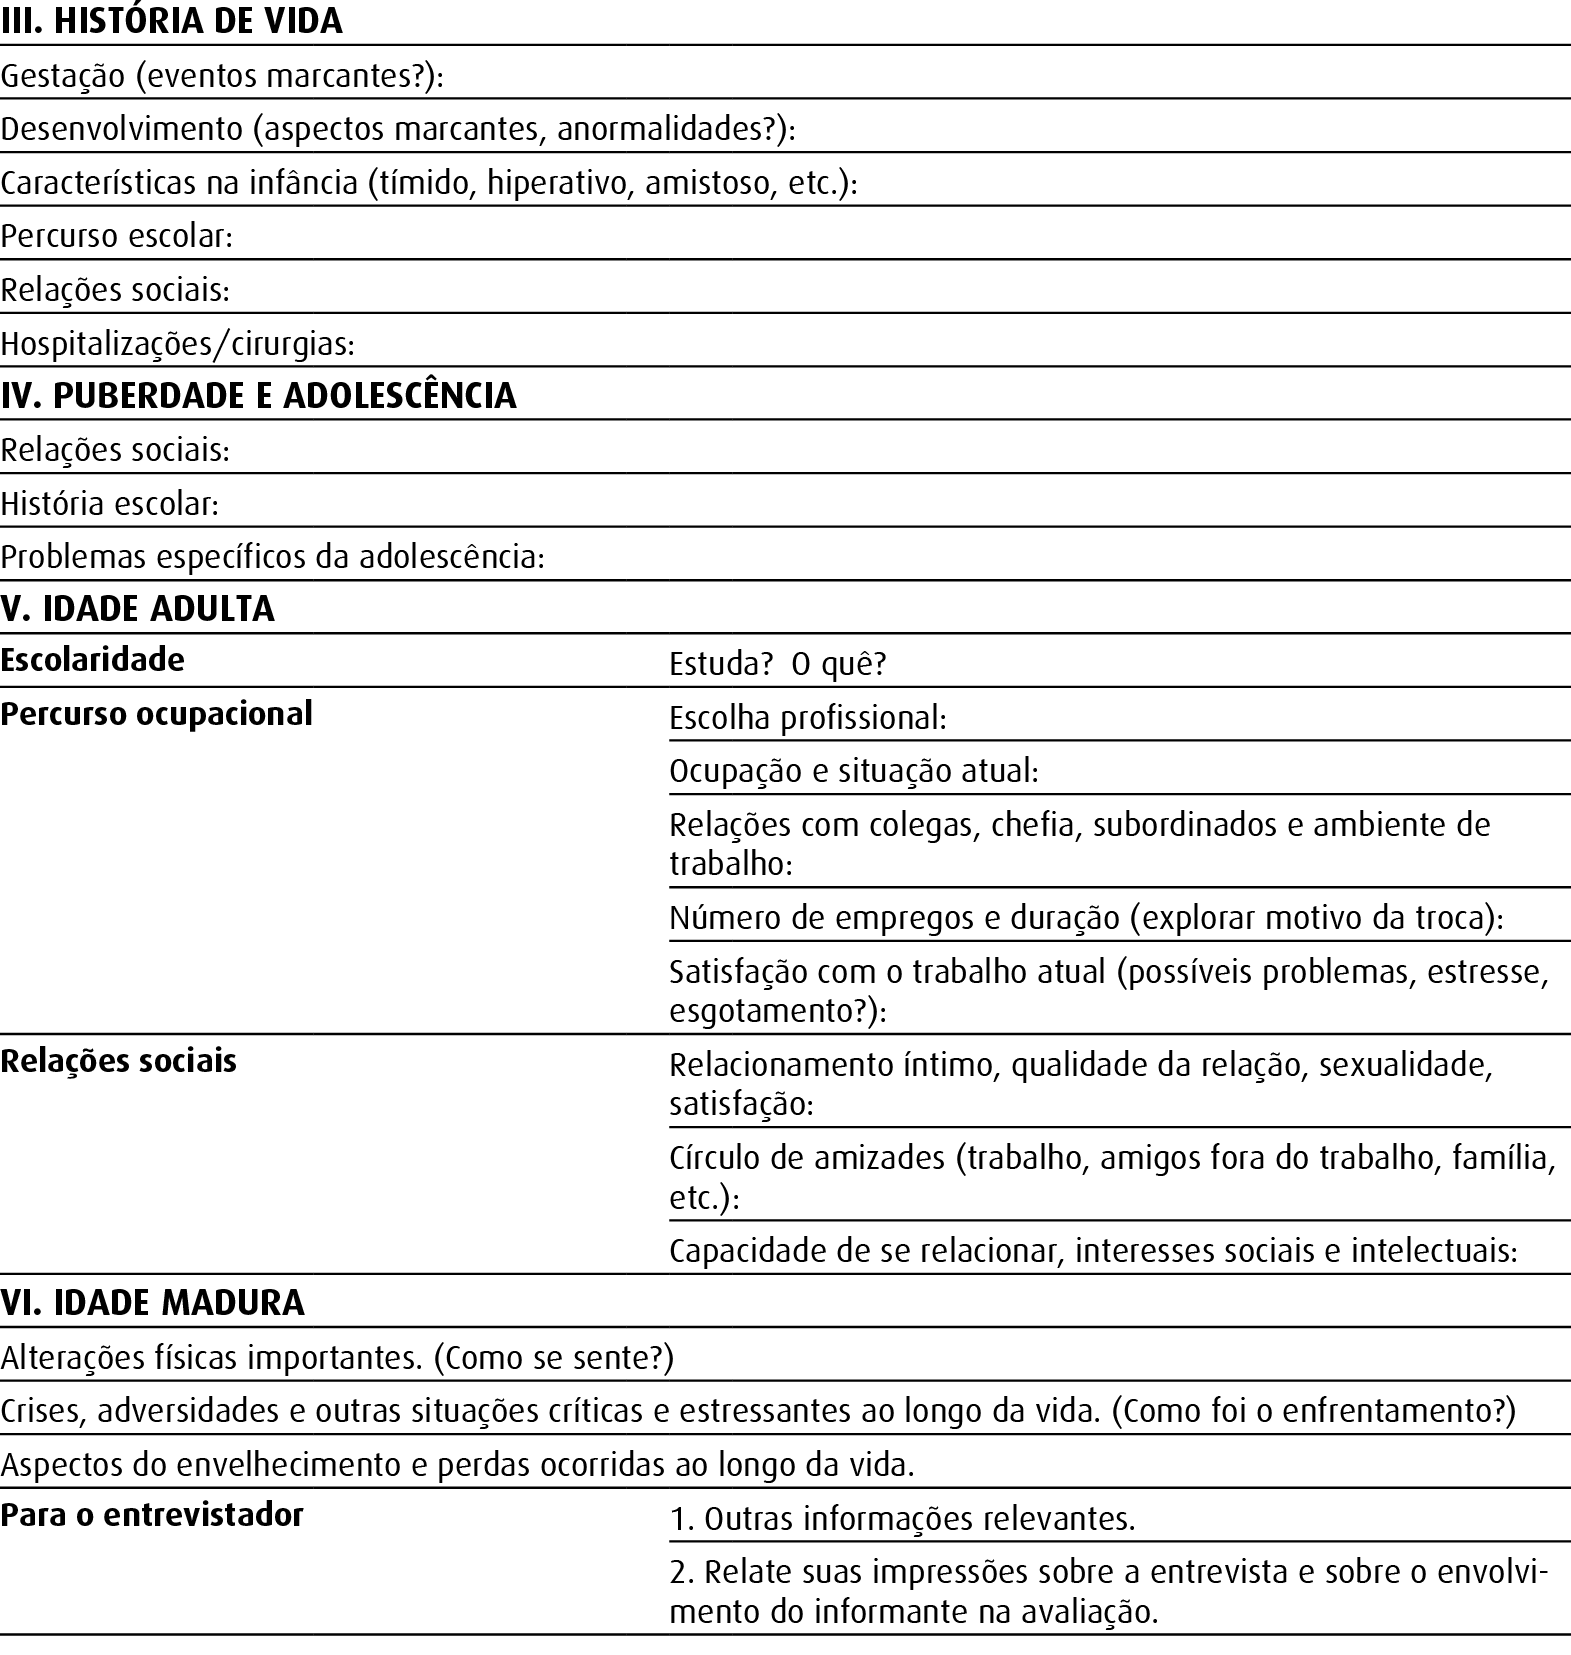 III. HISTÓRIA DE VIDA
Gestação (eventos marcantes?):
Desenvolvimento (aspectos marcantes, anormalidades?):
Características na infância (tímido, hiperativo, amistoso, etc.):
Percurso escolar:
Relações sociais:
Hospitalizações/cirurgias:
IV. PUBERDADE E ADOLESCÊNCIA
Relações sociais:
História escolar:
Problemas específicos da adolescência:
V. IDADE ADULTA
Escolaridade
Estuda?  O quê?
Percurso ocupacional
Escolha profissional:
Ocupação e situação atual:
Relações com colegas, chefia, subordinados e ambiente de
trabalho:
Número de empregos e duração (explorar motivo da troca):
Satisfação com o trabalho atual (possíveis problemas, estresse,
esgotamento?):
Relações sociais
Relacionamento íntimo, qualidade da relação, sexualidade,
satisfação:
Círculo de amizades (trabalho, amigos fora do trabalho, família,
etc.):
Capacidade de se relacionar, interesses sociais e intelectuais:
VI. IDADE MADURA
Alterações físicas importantes. (Como se sente?)
Crises, adversidades e outras situações críticas e estressantes ao longo da vida. (Como foi o enfrentamento?)
Aspectos do envelhecimento e perdas ocorridas ao longo da vida.
Para o entrevistador
1. Outras informações relevantes.
2. Relate suas impressões sobre a entrevista e sobre o envolvi-
mento do informante na avaliação.